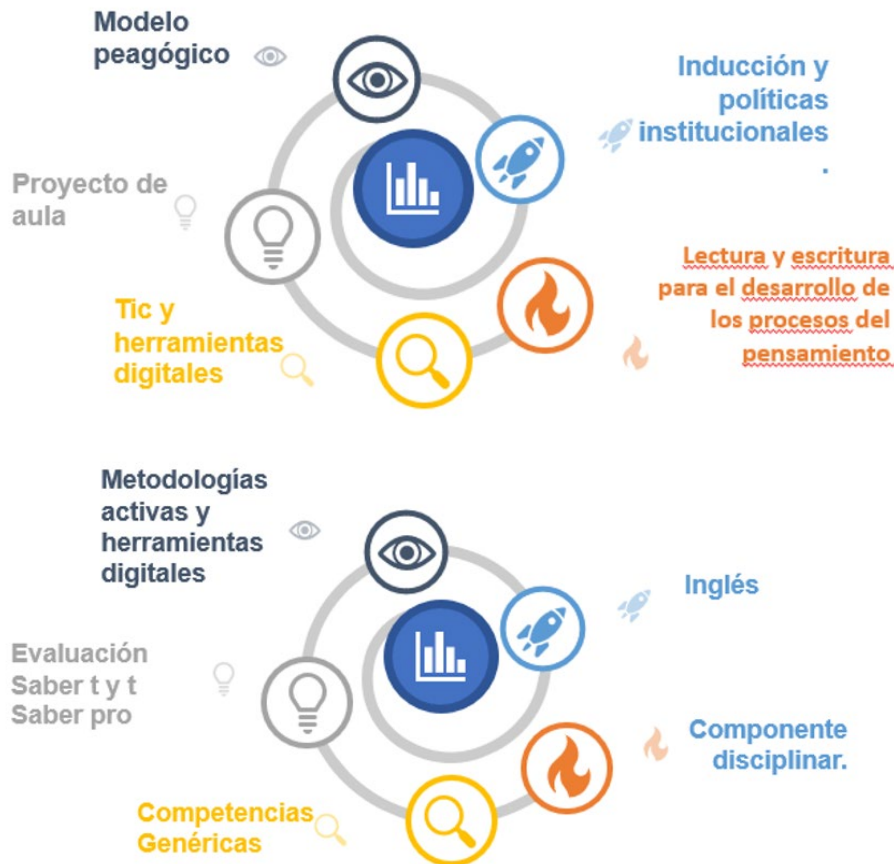 Modelo
peagógico
Inducción y
políticas
institucionales
.
Proyecto de
aula
Lectura y escritura
para el desarrollo de
los procesos del
pensamiento
Tic y
herramientas
digitales
Metodologías
activas y
herramientas
digitales
Inglés
Evaluación
Saber t y t
Saber pro
Componente
disciplinar.
Competencias
Genéricas